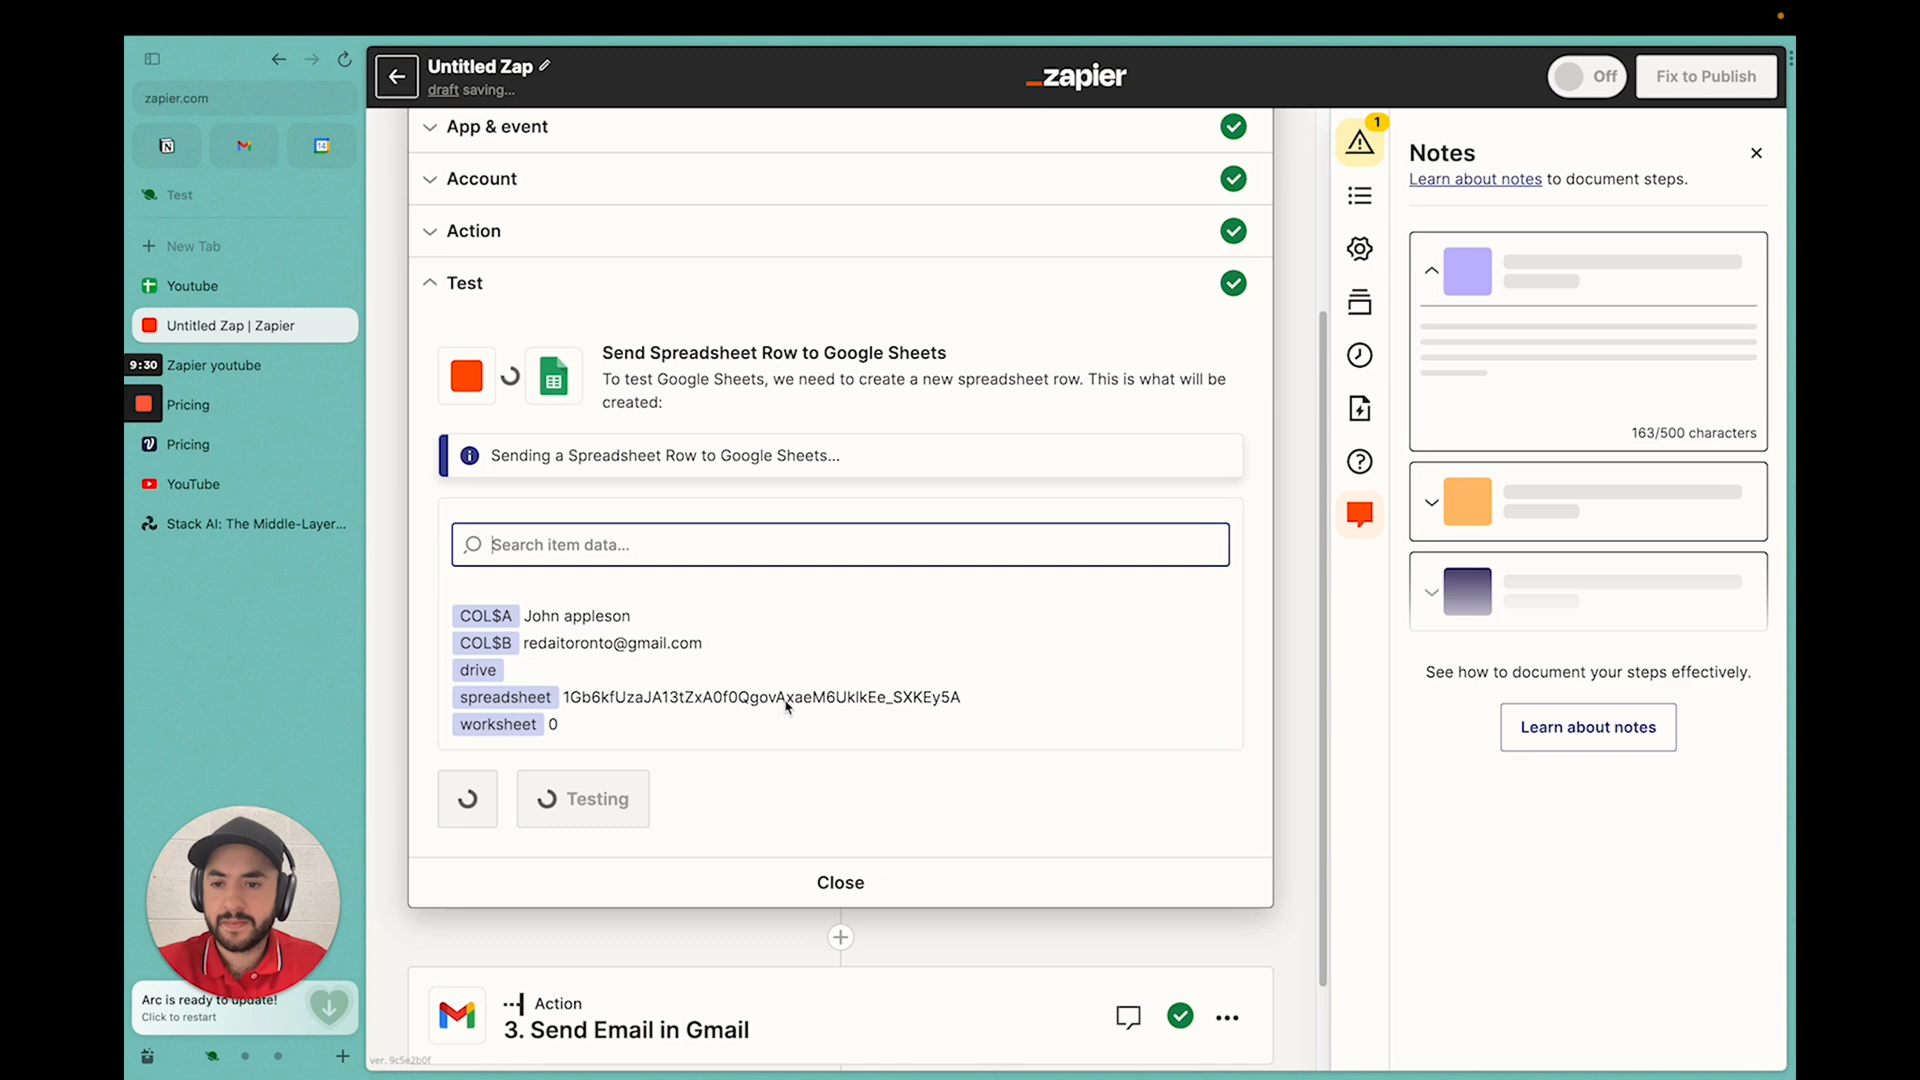 zapier.com
14
Test
New Tab
Youtube
Untitled Zap | Zapier
9:30
Zapier youtube
Pricing
Pricing
YouTube
Stack AI: The Middle-Layer...
Arc is ready to update!
Click to restart
Untitled Zap
draft saving...
_zapier
Off
Fix to Publish
App & event
Account
Action
Test
Send Spreadsheet Row to Google Sheets
To test Google Sheets, we need to create a new spreadsheet row. This is what will be
created:
Sending a Spreadsheet Row to Google Sheets...
Search item data...
COL$A John appleson
COL$B redaitoronto@gmail.com
drive
spreadsheet 1Gb6kfUzaJA13tZxA0f0QgovAxaeM6UklkEe_SXKEy5A
worksheet 0
Testing
Close
Action
3. Send Email in Gmail
ver. 9c5e2b0f
1
Notes
Learn about notes to document steps.
163/500 characters
See how to document your steps effectively.
Learn about notes